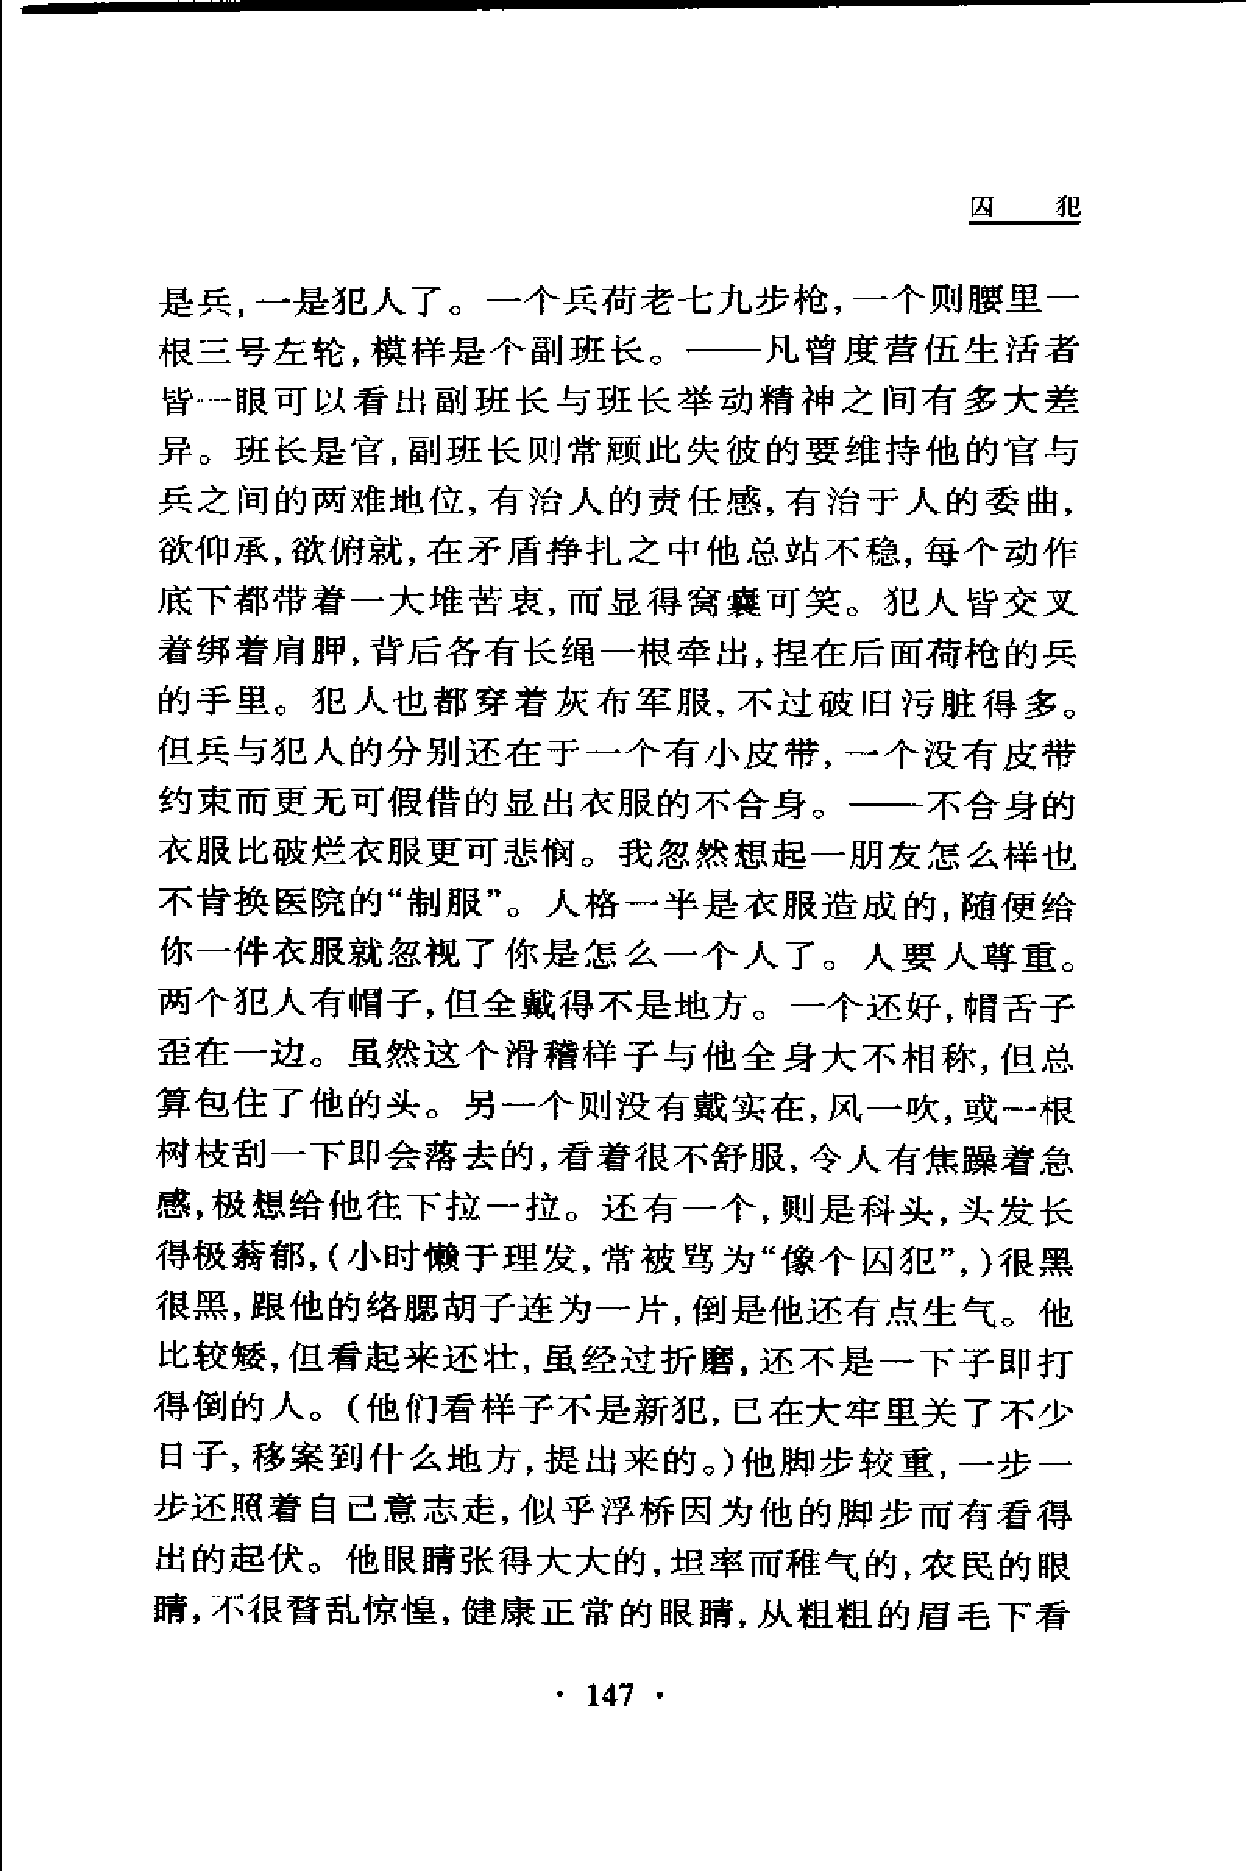 囚 犯
是兵,一是犯人了。一个兵荷老七九步枪,一个则腰里一
根三号左轮,模样是个副班长。——凡曾度营伍生活者
皆一眼可以看出副班长与班长举动精神之间有多大差
异。班长是官,副班长则常顾此失彼的要维持他的官与
兵之间的两难地位,有治人的责任感,有治于人的委曲,
欲仰承,欲俯就,在矛盾挣扎之中他总站不稳,每个动作
底下都带着一大堆苦衷,而显得窝囊可笑。犯人皆交叉
着绑着肩胛,背后各有长绳一根牵出,捏在后面荷枪的兵
的手里。犯人也都穿着灰布军服,不过破旧污脏得多。
但兵与犯人的分别还在于一个有小皮带,一个没有皮带
约束而更无可假借的显出衣服的不合身。——不合身的
衣服比破烂衣服更可悲悯。我忽然想起一朋友怎么样也
不肯换医院的“制服”。人格一半是衣服造成的,随便给
你一件衣服就忽视了你是怎么一个人了。人要人尊重。
两个犯人有帽子,但全戴得不是地方。一个还好,帽舌子
歪在一边。虽然这个滑稽样子与他全身大不相称,但总
算包住了他的头。另一个则没有戴实在,风一吹,或一根
树枝刮一下即会落去的,看着很不舒服,令人有焦躁着急
感,极想给他往下拉一拉。还有一个,则是科头,头发长
得极蓊郁,(小时懒于理发,常被骂为“像个囚犯”,)很黑
很黑,跟他的络腮胡子连为一片,倒是他还有点生气。他
比较矮,但看起来还壮,虽经过折磨,还不是一下子即打
得倒的人。(他们看样子不是新犯,已在大牢里关了不少
日子,移案到什么地方,提出来的。)他脚步较重,一步一
步还照着自己意志走,似乎浮桥因为他的脚步而有看得
出的起伏。他眼睛张得大大的,坦率而稚气的,农民的眼
睛,不很瞀乱惊惶,健康正常的眼睛,从粗粗的眉毛下看
· 147 ·